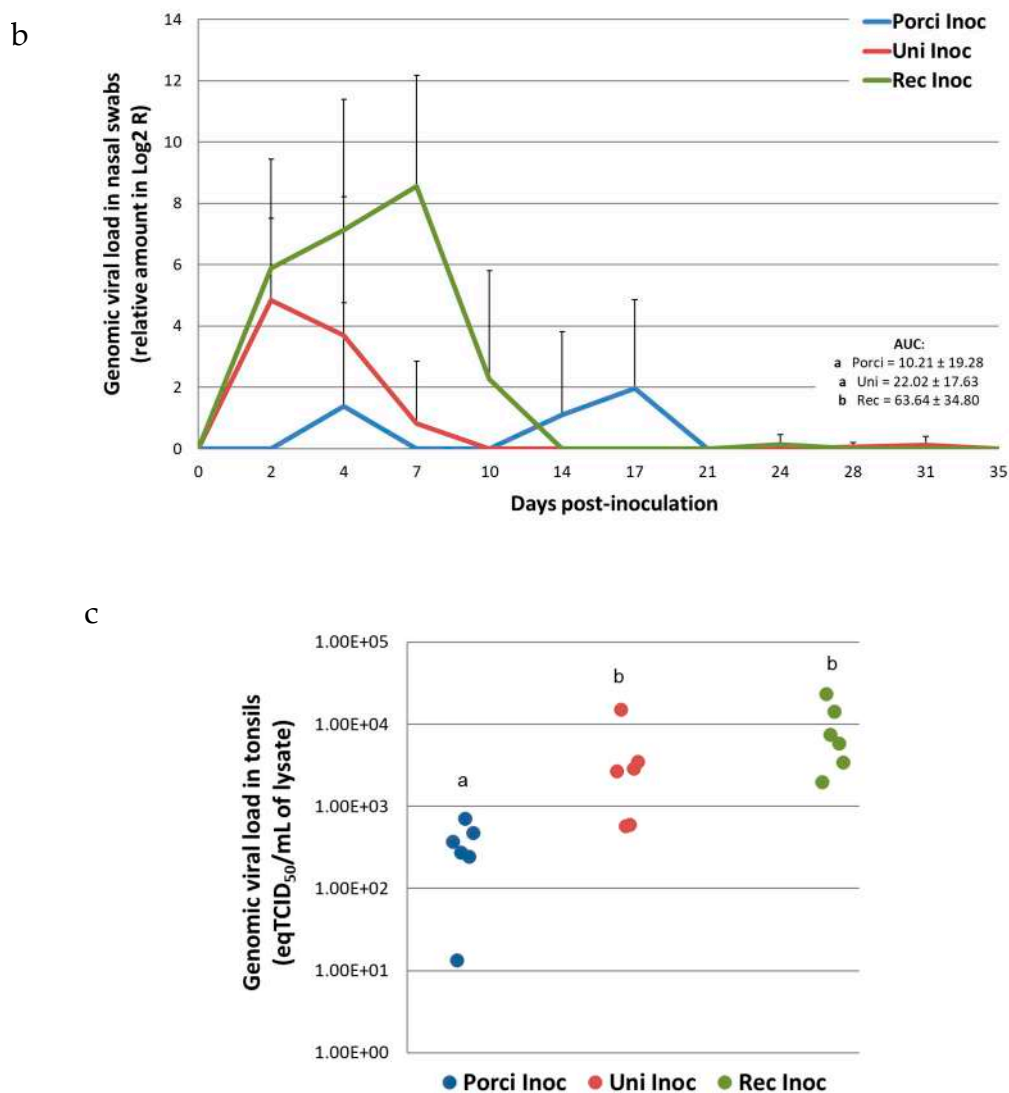 b
Genomic viral load in nasal swabs
(relative amount in Log2 R)
14
12
10
8
6
4
2
0
Porci Inoc
Uni Inoc
Rec Inoc
AUC:
a Porci = 10.21 ± 19.28
a Uni = 22.02 ± 17.63
b Rec = 63.64 ± 34.80
0 2 4 7 10 14 17 21 24 28 31 35
Days post-inoculation
c
Genomic viral load in tonsils
(eqTCID50/mL of lysate)
1.00E+05
1.00E+04
1.00E+03
1.00E+02
1.00E+01
1.00E+00
a
b
b
Porci Inoc Uni Inoc Rec Inoc